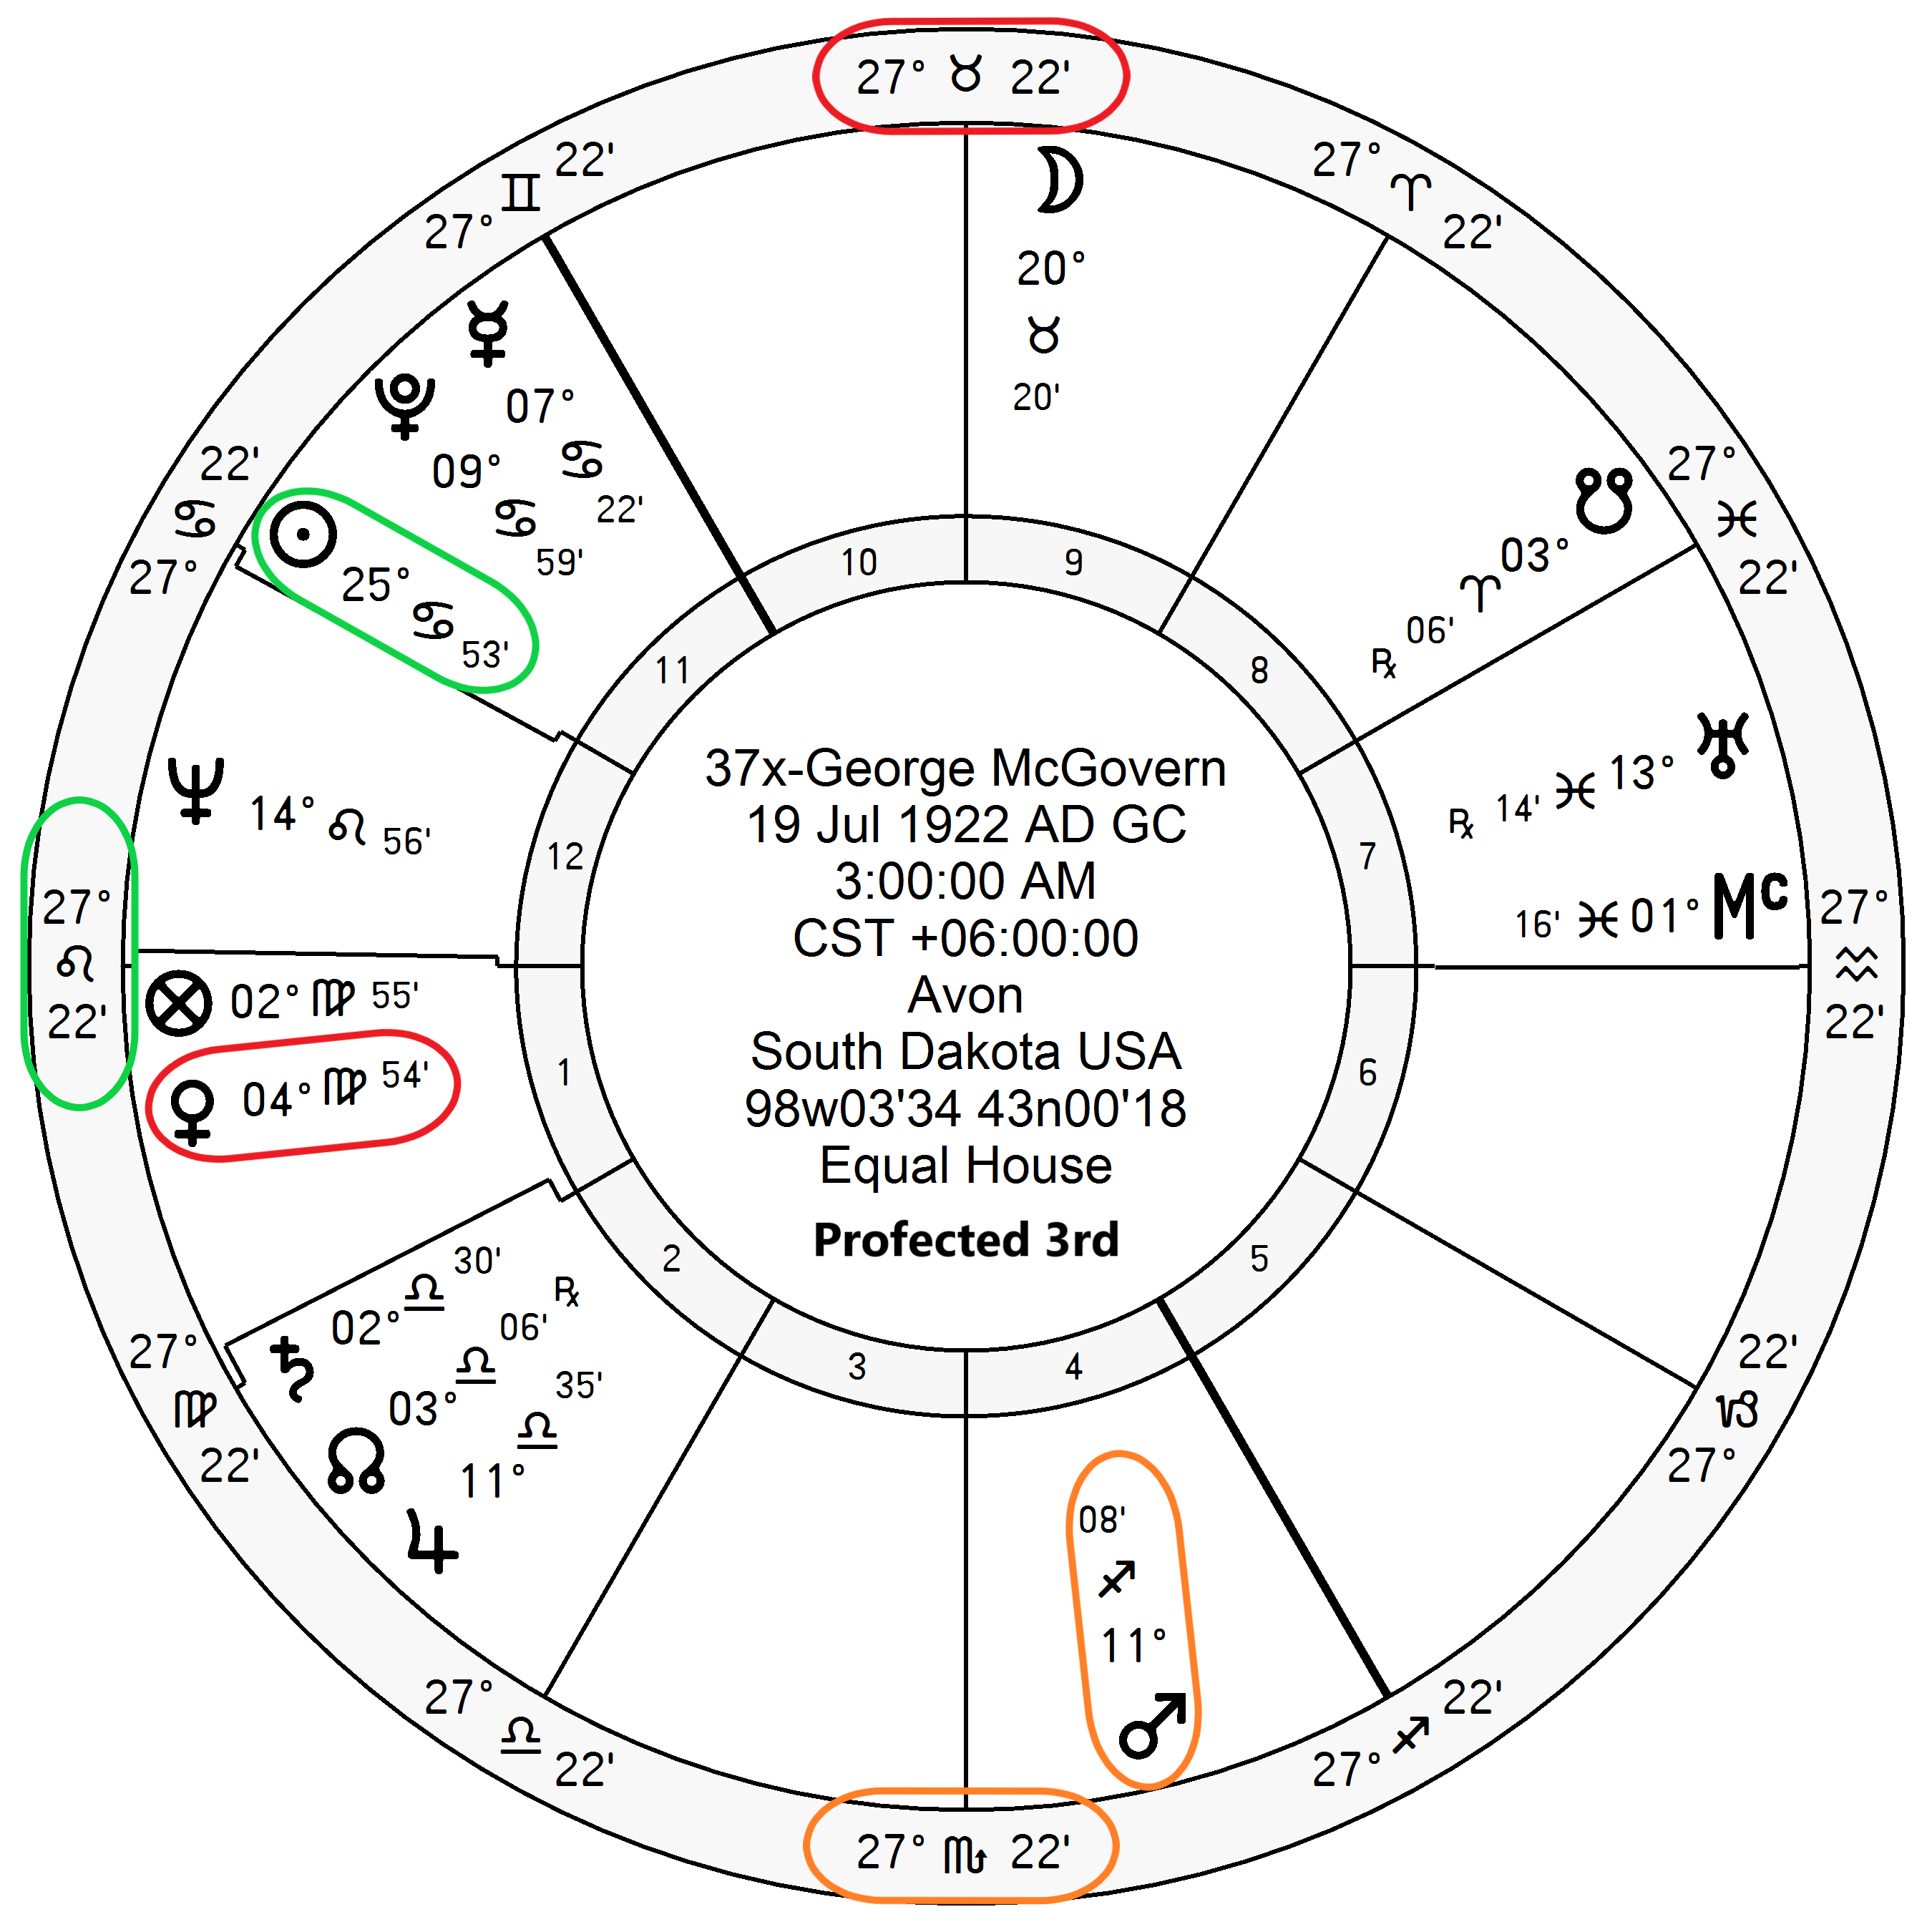 27° ♉ 22'
22' ♊ 27°
27° ♈ 22'
☽
20°
♉
20'
☿ 07° ♋ 22'
♇ 09° ♋ 59'
22' ♋ 27°
☉ 25° ♋ 53'
27° ♓ 22'
☋ 03° ♈ 06' ℞
10
9
11
8
12
7
1
6
2
5
3
4
♅ 13° ♓ 14' ℞
Mc 01° ♓ 16'
♆ 14° ♌ 56'
27°
♌
22'
27°
♒
22'
37x-George McGovern
19 Jul 1922 AD GC
3:00:00 AM
CST +06:00:00
Avon
South Dakota USA
98w03'34 43n00'18
Equal House
Profected 3rd
⊗ 02° ♍ 55'
♀ 04° ♍ 54'
♄ 02° ♎ 30'
☊ 03° ♎ 06' ℞
♃ 11° ♎ 35'
27° ♍ 22'
22' ♑ 27°
08'
♐
11°
♂
27° ♎ 22'
22' ♐ 27°
27° ♏ 22'